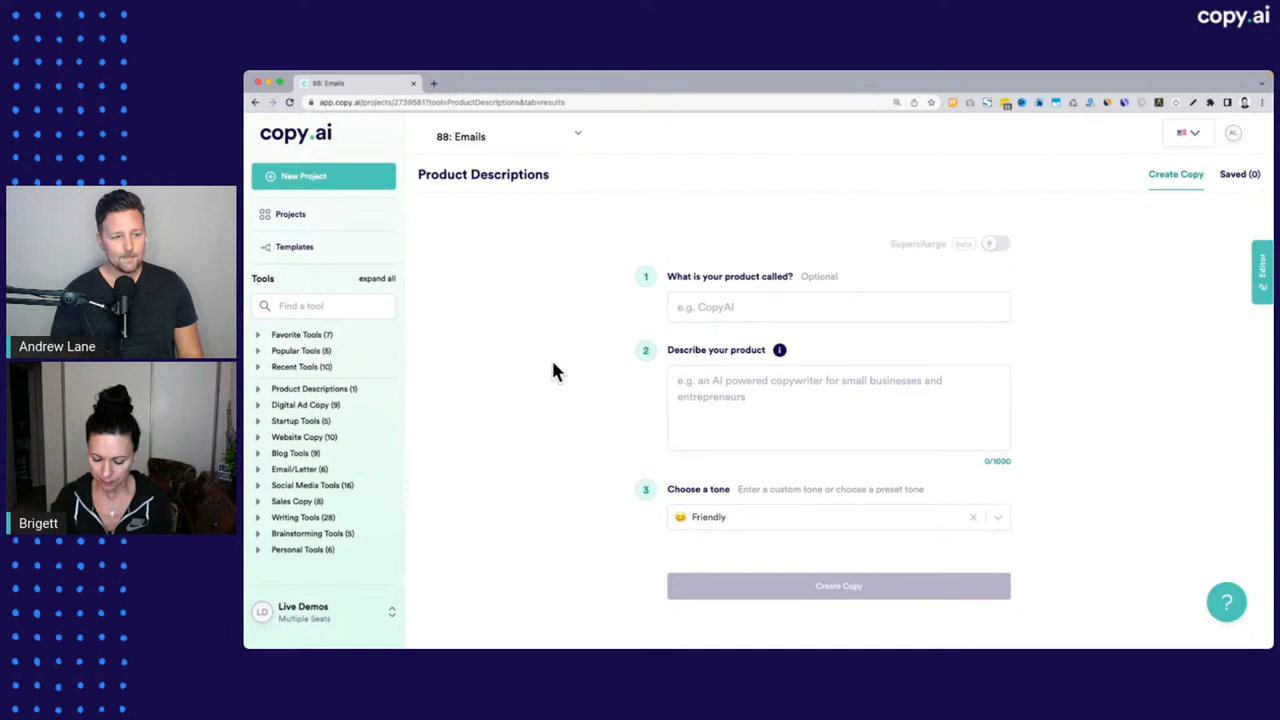 copy.ai
88: Emails
app.copy.ai/projects/2739581?tool=ProductDescriptions&tab=results
copy.ai
88: Emails
AL
New Project
Product Descriptions
Create Copy
Saved (0)
Projects
Templates
Supercharge beta
Editor
Tools
expand all
1 What is your product called? Optional
Find a tool
e.g. CopyAI
Favorite Tools (7)
Popular Tools (5)
Recent Tools (10)
2 Describe your product i
e.g. an AI powered copywriter for small businesses and
entrepreneurs
0/1000
Product Descriptions (1)
Digital Ad Copy (9)
Startup Tools (5)
Website Copy (10)
Blog Tools (9)
Email/Letter (6)
Social Media Tools (16)
Sales Copy (8)
Writing Tools (28)
Brainstorming Tools (5)
Personal Tools (6)
3 Choose a tone Enter a custom tone or choose a preset tone
Friendly
Create Copy
LD
Live Demos
Multiple Seats
?
Andrew Lane
Brigett